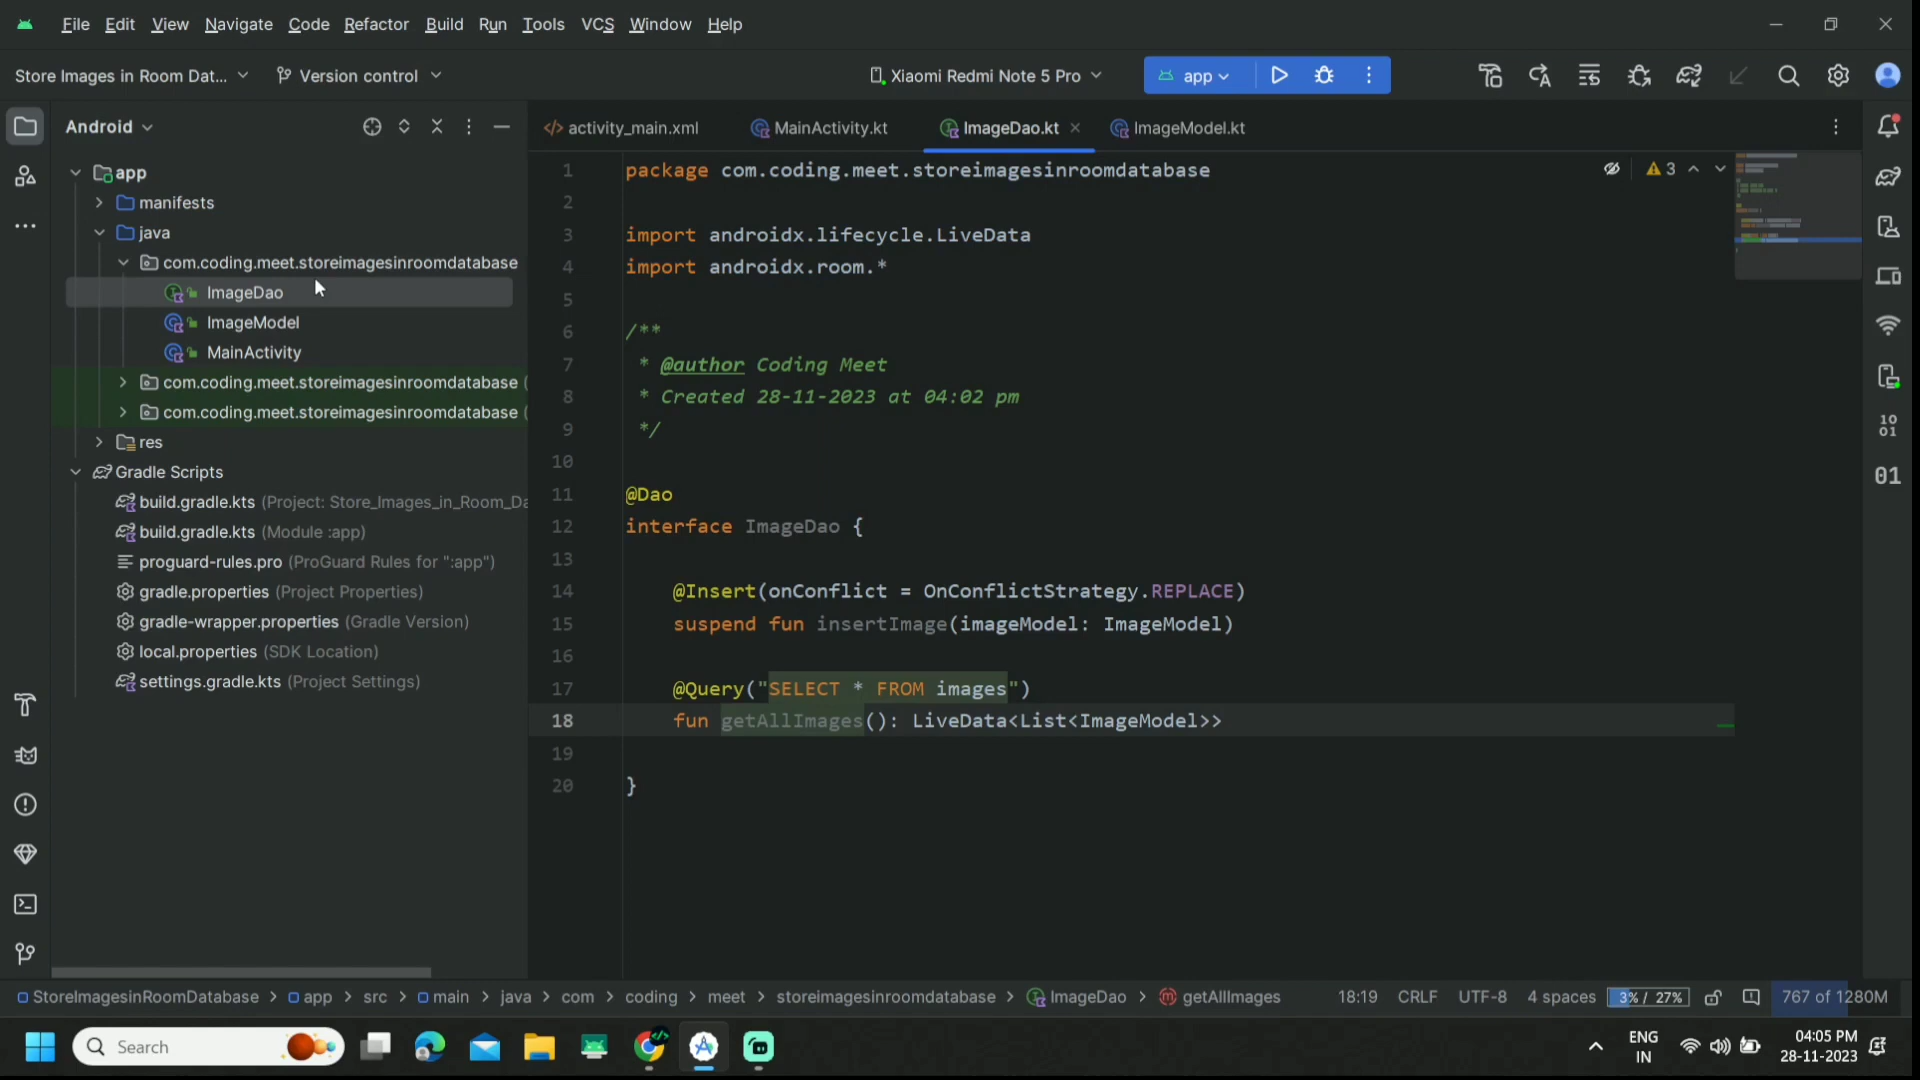 File Edit View Navigate Code Refactor Build Run Tools VCS Window Help
Store Images in Room Dat... Version control Xiaomi Redmi Note 5 Pro app
Android
activity_main.xml MainActivity.kt ImageDao.kt ImageModel.kt
app
manifests
java
com.coding.meet.storeimagesinroomdatabase
ImageDao
ImageModel
MainActivity
com.coding.meet.storeimagesinroomdatabase (
com.coding.meet.storeimagesinroomdatabase (
res
Gradle Scripts
build.gradle.kts (Project: Store_Images_in_Room_Da
build.gradle.kts (Module :app)
proguard-rules.pro (ProGuard Rules for ":app")
gradle.properties (Project Properties)
gradle-wrapper.properties (Gradle Version)
local.properties (SDK Location)
settings.gradle.kts (Project Settings)
1 package com.coding.meet.storeimagesinroomdatabase
2
3 import androidx.lifecycle.LiveData
4 import androidx.room.*
5
6 /**
7 * @author Coding Meet
8 * Created 28-11-2023 at 04:02 pm
9 */
10
11 @Dao
12 interface ImageDao {
13
14 @Insert(onConflict = OnConflictStrategy.REPLACE)
15 suspend fun insertImage(imageModel: ImageModel)
16
17 @Query("SELECT * FROM images")
18 fun getAllImages(): LiveData<List<ImageModel>>
19
20 }
3
10
01
01
StoreImagesinRoomDatabase > app > src > main > java > com > coding > meet > storeimagesinroomdatabase > ImageDao > getAllImages 18:19 CRLF UTF-8 4 spaces 3% / 27% 767 of 1280M
Search
ENG
IN
04:05 PM
28-11-2023